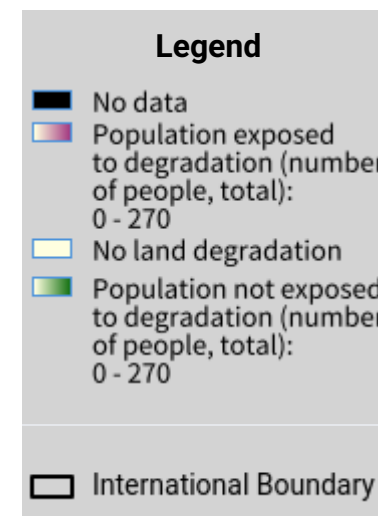 Legend
No data
Population exposed
to degradation (number
of people, total):
0 - 270
No land degradation
Population not exposed
to degradation (number
of people, total):
0 - 270
International Boundary